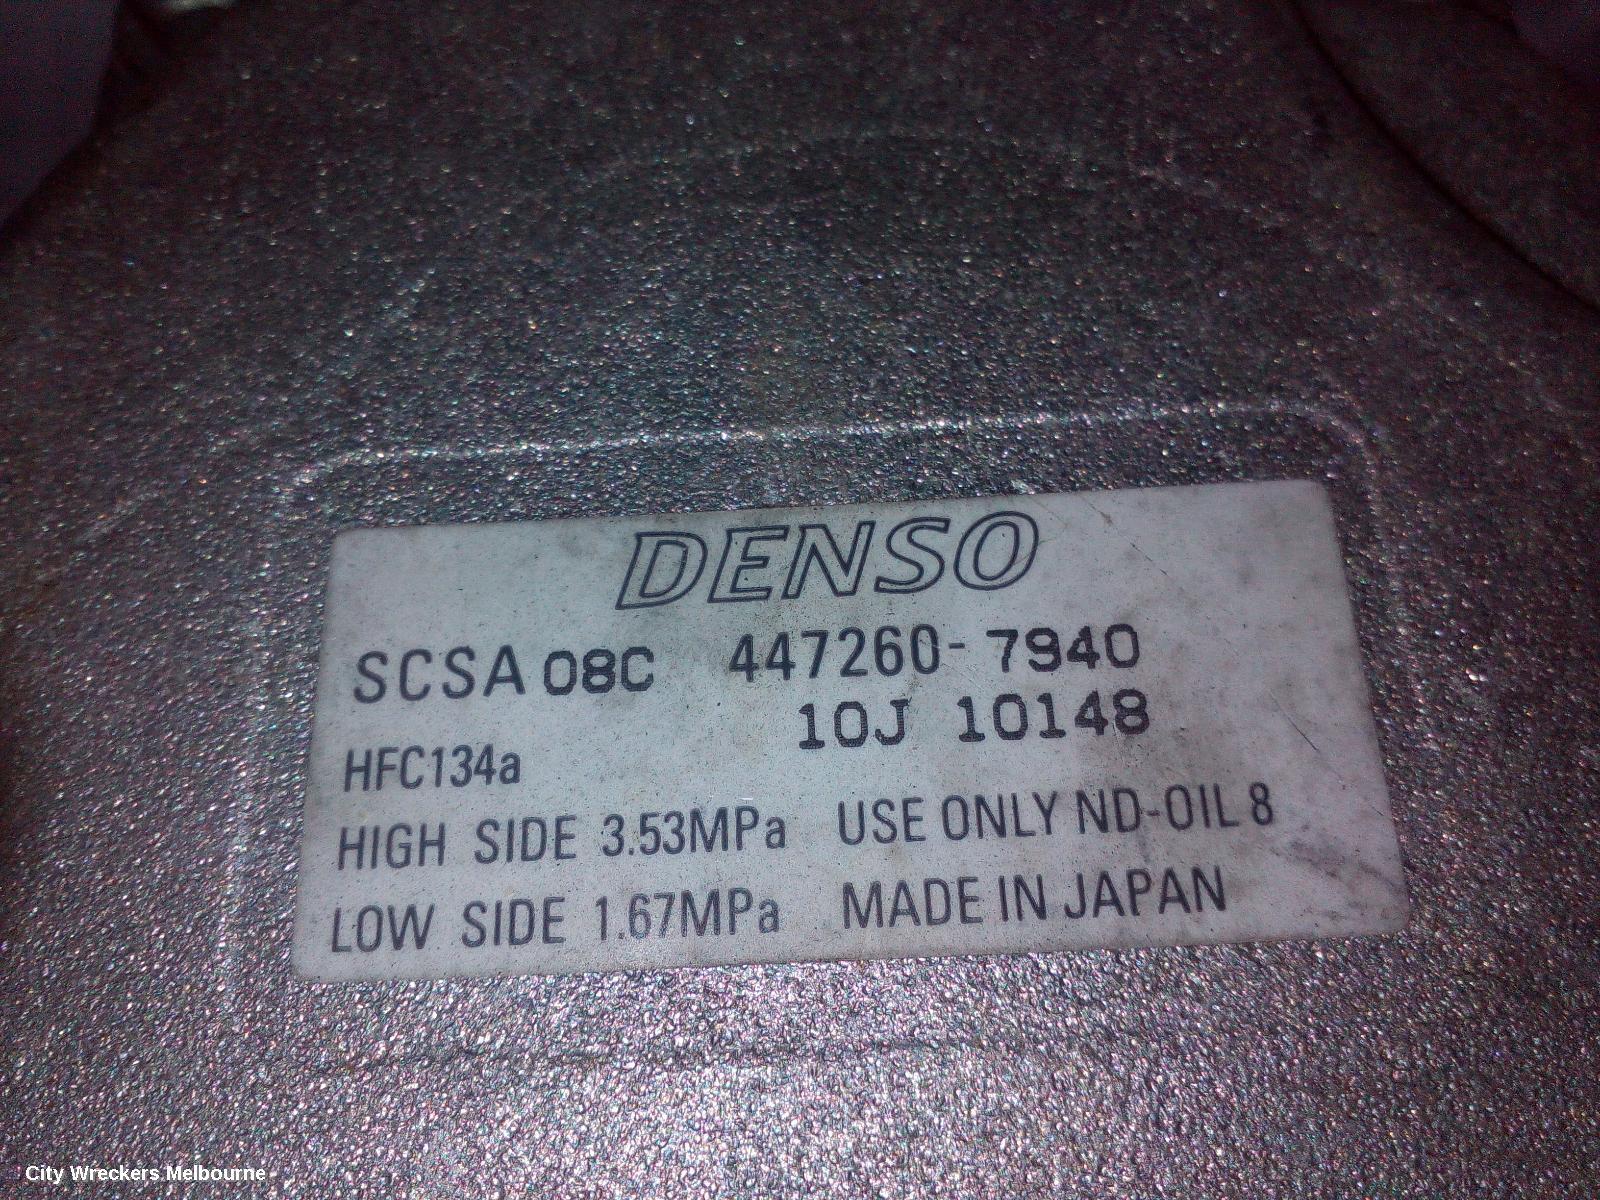 DENSO
SCSA 08C 447260-7940
10J 10148
HFC134a
HIGH SIDE 3.53MPa USE ONLY ND-OIL 8
LOW SIDE 1.67MPa MADE IN JAPAN
City Wreckers Melbourne